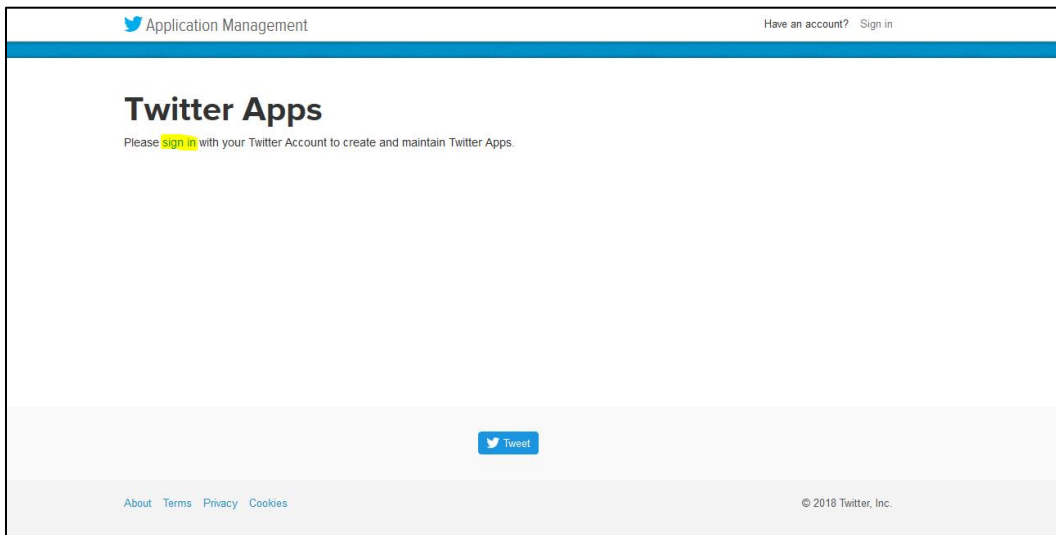 Application Management
Have an account? Sign in
Twitter Apps
Please sign in with your Twitter Account to create and maintain Twitter Apps.
Tweet
About Terms Privacy Cookies
© 2018 Twitter, Inc.